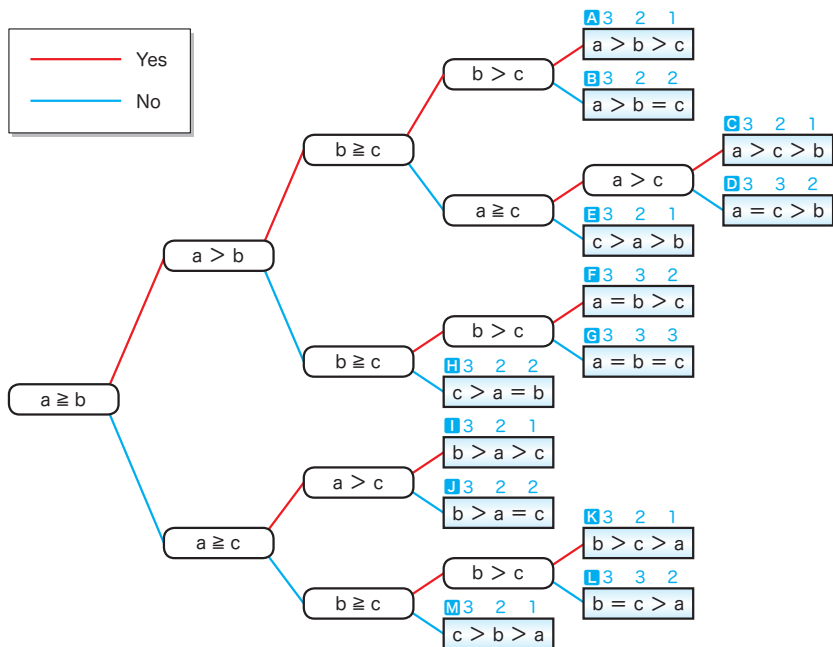 Yes
No
a ≧ b
a > b
a ≧ c
b ≧ c
b ≧ c
a > c
b ≧ c
b > c
a ≧ c
b > c
b > c
a > c
A 3 2 1
a > b > c
B 3 2 2
a > b = c
C 3 2 1
a > c > b
D 3 3 2
a = c > b
E 3 2 1
c > a > b
F 3 3 2
a = b > c
G 3 3 3
a = b = c
H 3 2 2
c > a = b
I 3 2 1
b > a > c
J 3 2 2
b > a = c
K 3 2 1
b > c > a
L 3 3 2
b = c > a
M 3 2 1
c > b > a